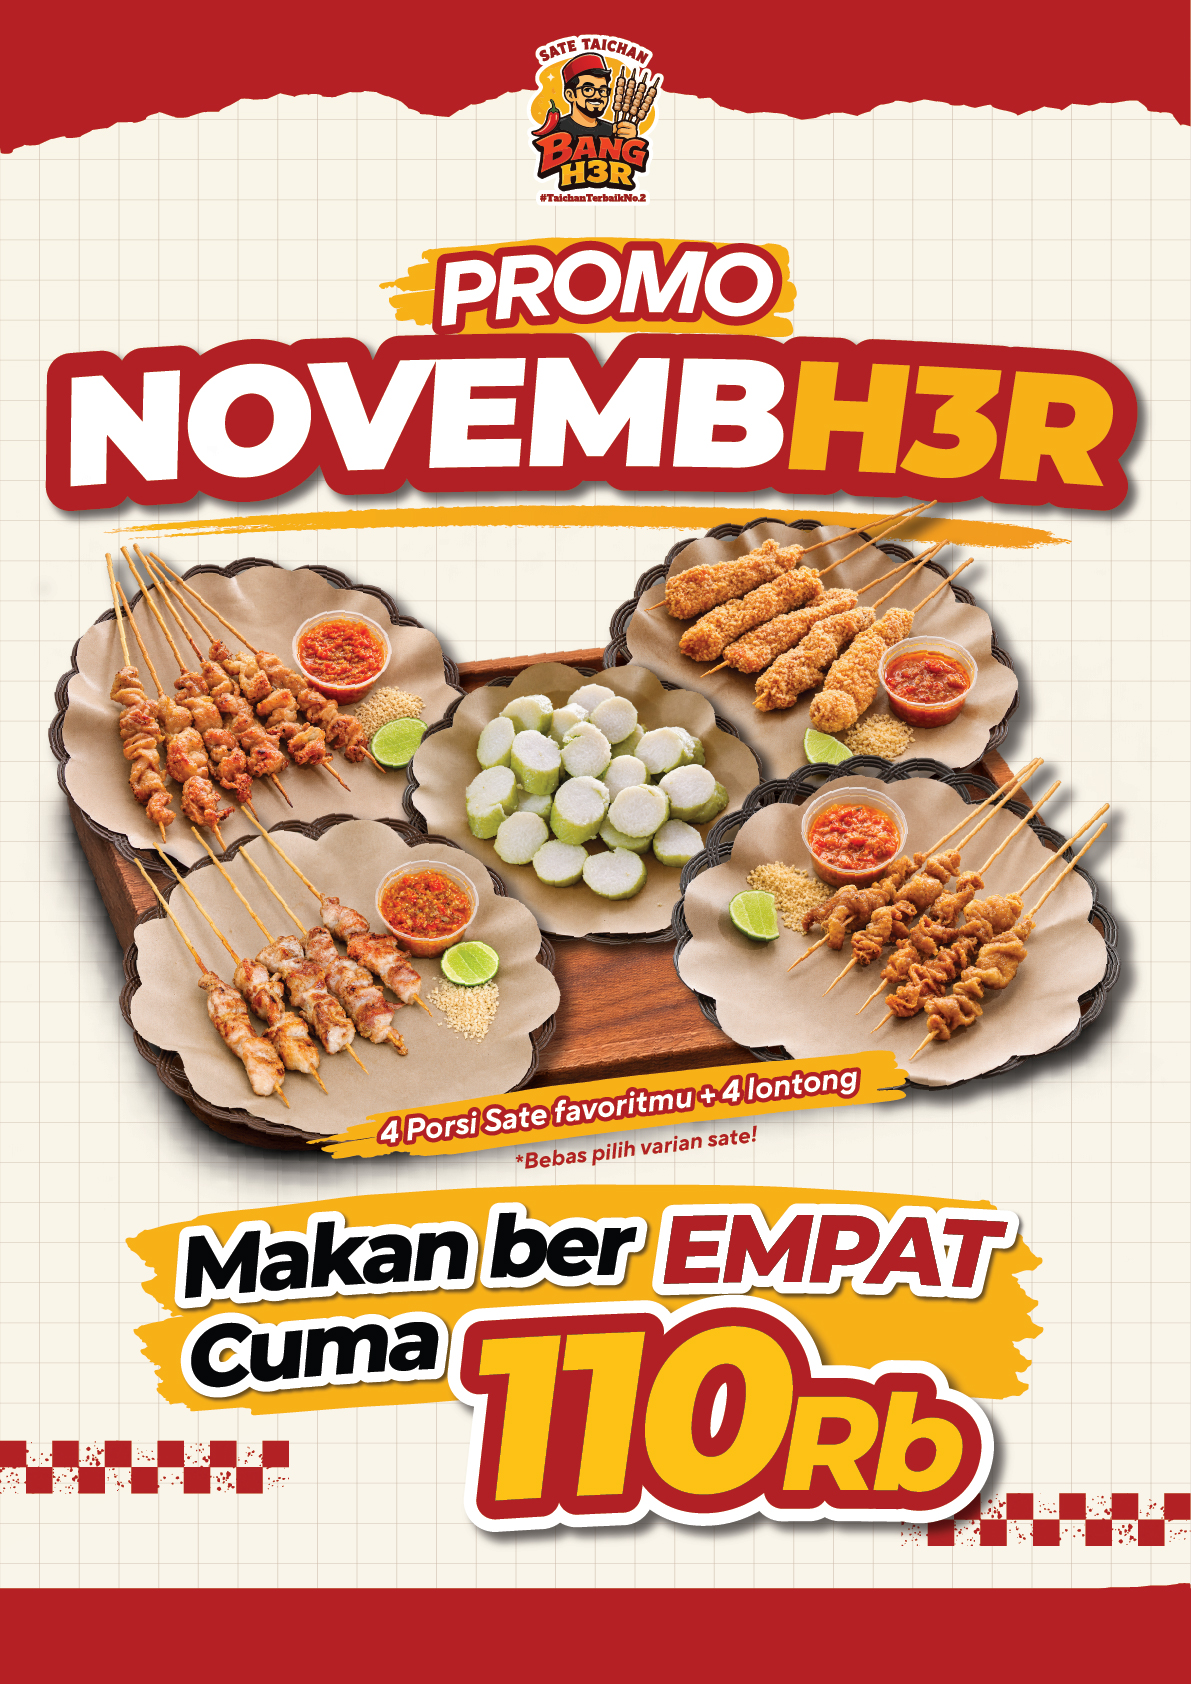 SATE TAICHAN
BANG
H3R
#TaichanTerbaikNo.2
PROMO
NOVEMBH3R
4 Porsi Sate favoritmu + 4 lontong
*Bebas pilih varian sate!
Makan ber EMPAT
Cuma 110Rb